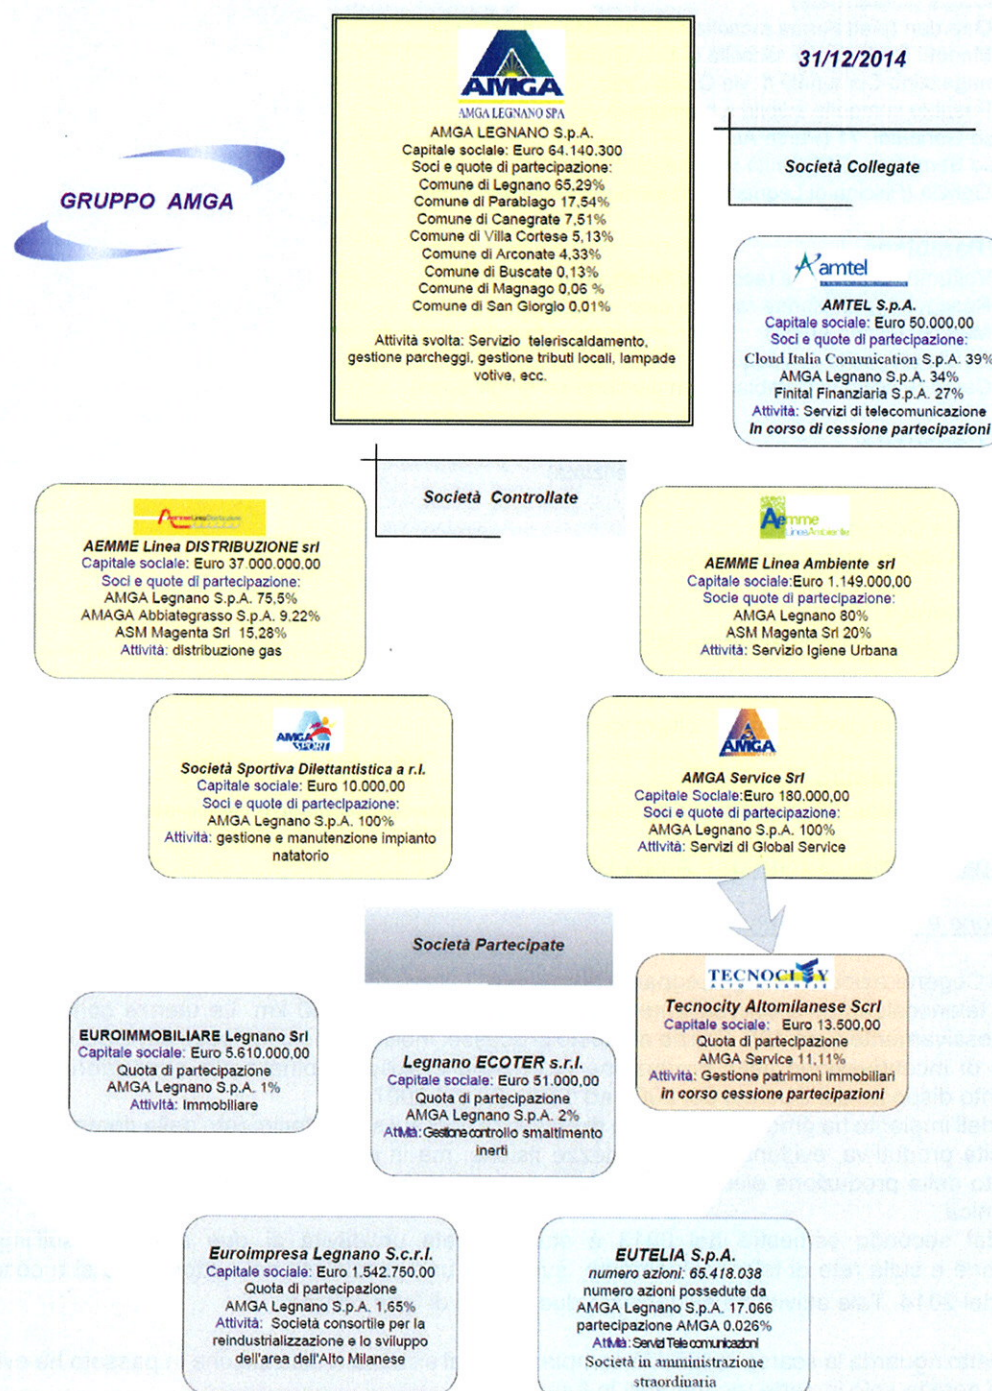 31/12/2014
AMGA
AMGA LEGNANO SPA
AMGA LEGNANO S.p.A.
Capitale sociale: Euro 64.140.300
Soci e quote di partecipazione:
Comune di Legnano 65,29%
Comune di Parabiago 17,54%
Comune di Canegrate 7,51%
Comune di Villa Cortese 5,13%
Comune di Arconate 4,33%
Comune di Buscate 0,13%
Comune di Magnago 0,06 %
Comune di San Giorgio 0,01%
Attività svolta: Servizio teleriscaldamento,
gestione parcheggi, gestione tributi locali, lampade
votive, ecc.
GRUPPO AMGA
Società Collegate
amtel
AMTEL S.p.A.
Capitale sociale: Euro 50.000,00
Soci e quote di partecipazione:
Cloud Italia Comunication S.p.A. 39%
AMGA Legnano S.p.A. 34%
Finital Finanziaria S.p.A. 27%
Attività: Servizi di telecomunicazione
In corso di cessione partecipazioni
Società Controllate
AEMME Linea DISTRIBUZIONE srl
Capitale sociale: Euro 37.000.000,00
Soci e quote di partecipazione:
AMGA Legnano S.p.A. 75,5%
AMAGA Abbiategrasso S.p.A. 9.22%
ASM Magenta Srl 15,28%
Attività: distribuzione gas
Aemme
LineaAmbiente
AEMME Linea Ambiente srl
Capitale sociale:Euro 1.149.000,00
Socie quote di partecipazione:
AMGA Legnano 80%
ASM Magenta Srl 20%
Attività: Servizio Igiene Urbana
AMGA
SPORT
Società Sportiva Dilettantistica a r.l.
Capitale sociale: Euro 10.000,00
Soci e quote di partecipazione:
AMGA Legnano S.p.A. 100%
Attività: gestione e manutenzione impianto
natatorio
AMGA
AMGA Service Srl
Capitale Sociale:Euro 180.000,00
Soci e quote di partecipazione:
AMGA Legnano S.p.A. 100%
Attività: Servizi di Global Service
Società Partecipate
TECNOCITY
ALTO MILANESE
Tecnocity Altomilanese Scrl
Capitale sociale: Euro 13.500,00
Quota di partecipazione
AMGA Service 11,11%
Attività: Gestione patrimoni immobiliari
in corso cessione partecipazioni
EUROIMMOBILIARE Legnano Srl
Capitale sociale: Euro 5.610.000,00
Quota di partecipazione
AMGA Legnano S.p.A. 1%
Attività: Immobiliare
Legnano ECOTER s.r.l.
Capitale sociale: Euro 51.000,00
Quota di partecipazione
AMGA Legnano S.p.A. 2%
Attività: Gestione controllo smaltimento
inerti
Euroimpresa Legnano S.c.r.l.
Capitale sociale: Euro 1.542.750.00
Quota di partecipazione
AMGA Legnano S.p.A. 1,65%
Attività: Società consortile per la
reindustrializzazione e lo sviluppo
dell'area dell'Alto Milanese
EUTELIA S.p.A.
numero azioni: 65.418.038
numero azioni possedute da
AMGA Legnano S.p.A. 17.066
partecipazione AMGA 0.026%
Attività: Servizi Telecomunicazioni
Società in amministrazione
straordinaria